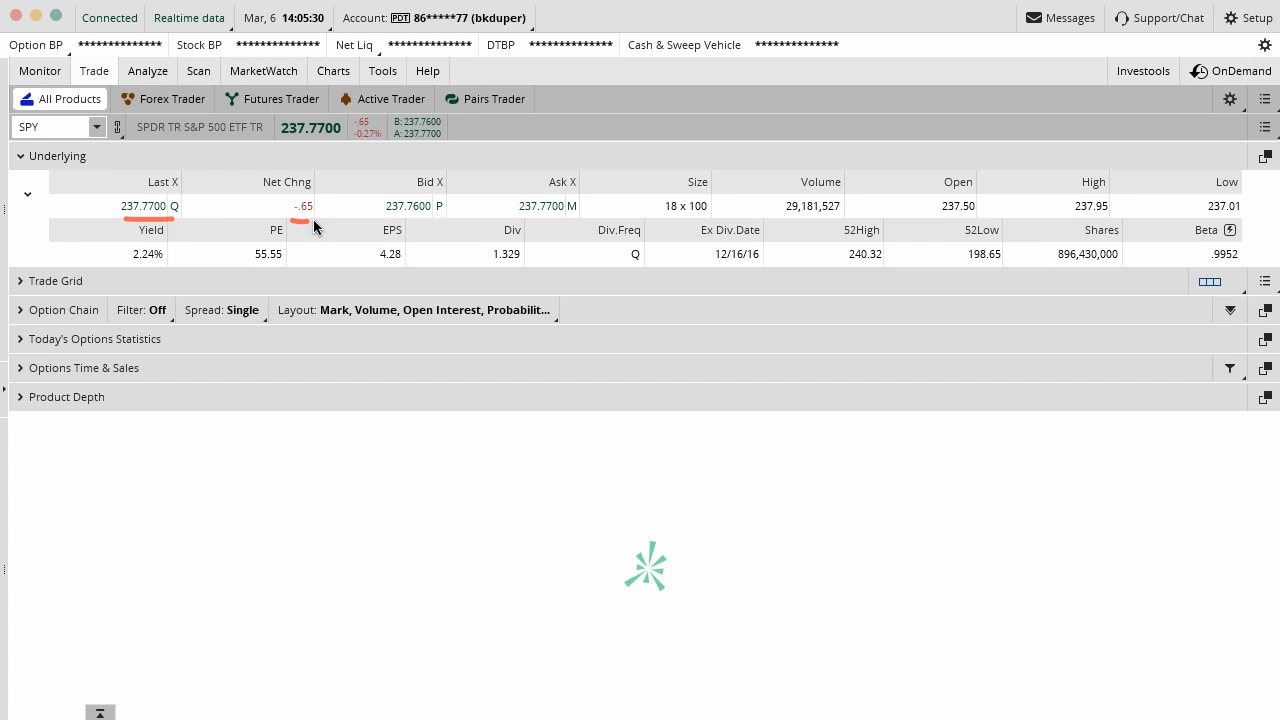 Connected Realtime data Mar, 6 14:05:30 Account: PDT 86*****77 (bkduper) Messages Support/Chat Setup
Option BP ************** Stock BP ************** Net Liq ************** DTBP ************** Cash & Sweep Vehicle **************
Monitor Trade Analyze Scan MarketWatch Charts Tools Help Investools OnDemand
All Products Forex Trader Futures Trader Active Trader Pairs Trader
SPY SPDR TR S&P 500 ETF TR 237.7700 -.65 B: 237.7600
-0.27% A: 237.7700
Underlying
Last X Net Chng Bid X Ask X Size Volume Open High Low
237.7700 Q -.65 237.7600 P 237.7700 M 18 x 100 29,181,527 237.50 237.95 237.01
Yield PE EPS Div Div.Freq Ex Div.Date 52High 52Low Shares Beta
2.24% 55.55 4.28 1.329 Q 12/16/16 240.32 198.65 896,430,000 .9952
Trade Grid
Option Chain Filter: Off Spread: Single Layout: Mark, Volume, Open Interest, Probabilit...
Today's Options Statistics
Options Time & Sales
Product Depth